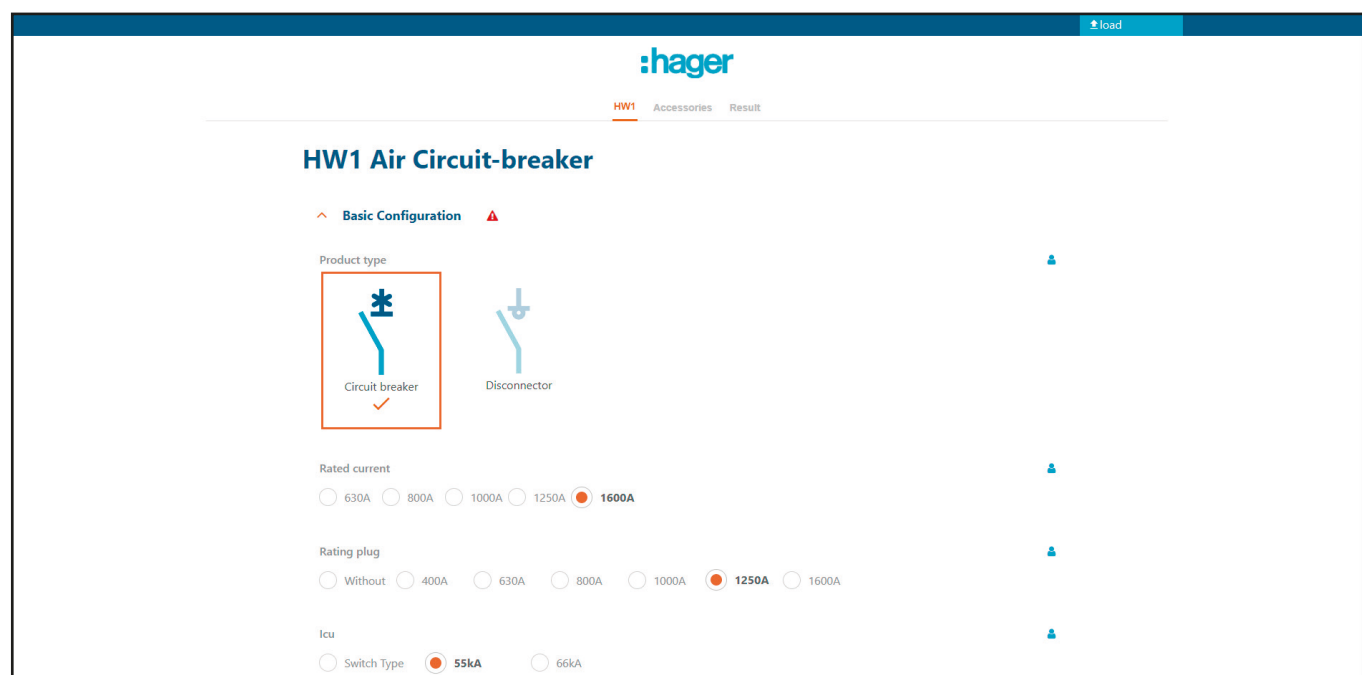 load
:hager
HW1 Accessories Result
HW1 Air Circuit-breaker
Basic Configuration
Product type
Circuit breaker Disconnector
Rated current
630A 800A 1000A 1250A 1600A
Rating plug
Without 400A 630A 800A 1000A 1250A 1600A
Icu
Switch Type 55kA 66kA